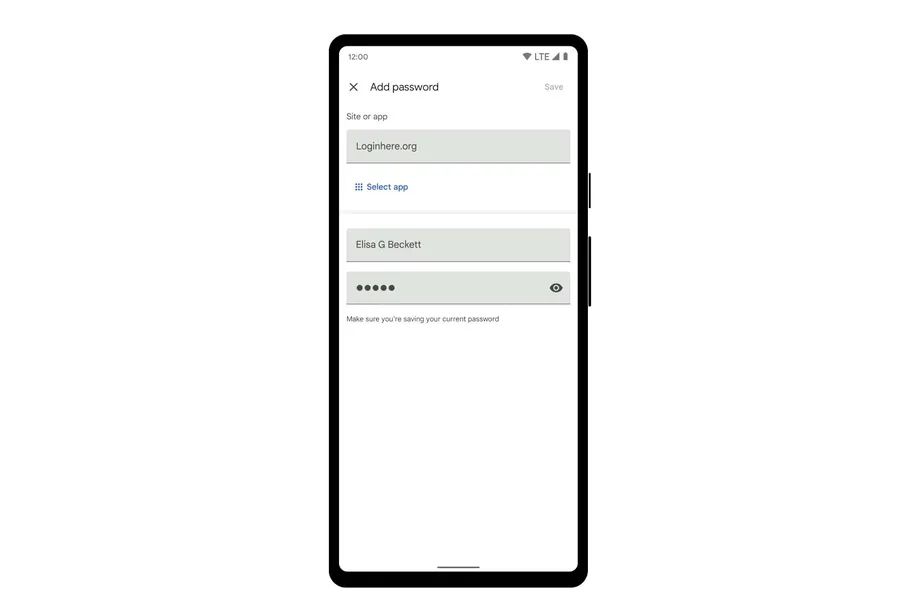 12:00 LTE
Add password Save
Site or app
Loginhere.org
Select app
Elisa G Beckett
●●●●●
Make sure you're saving your current password